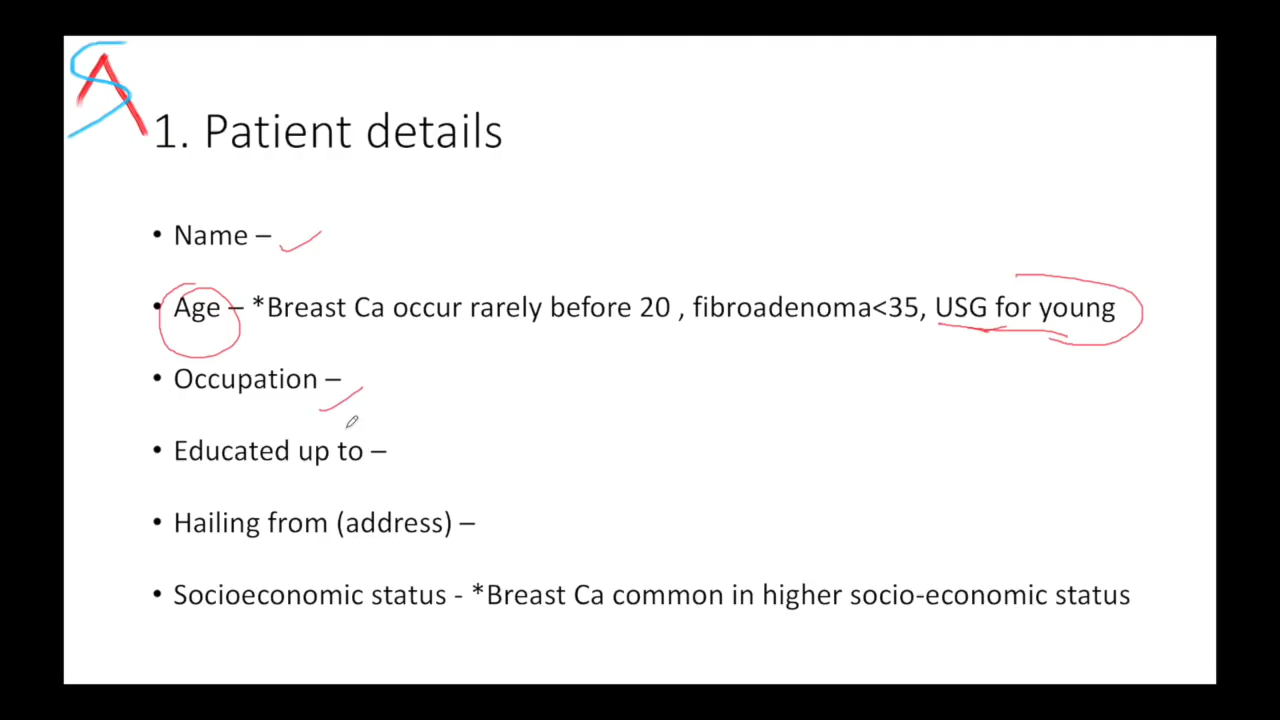 SA
1. Patient details
• Name –
• Age – *Breast Ca occur rarely before 20 , fibroadenoma<35, USG for young
• Occupation –
• Educated up to –
• Hailing from (address) –
• Socioeconomic status - *Breast Ca common in higher socio-economic status